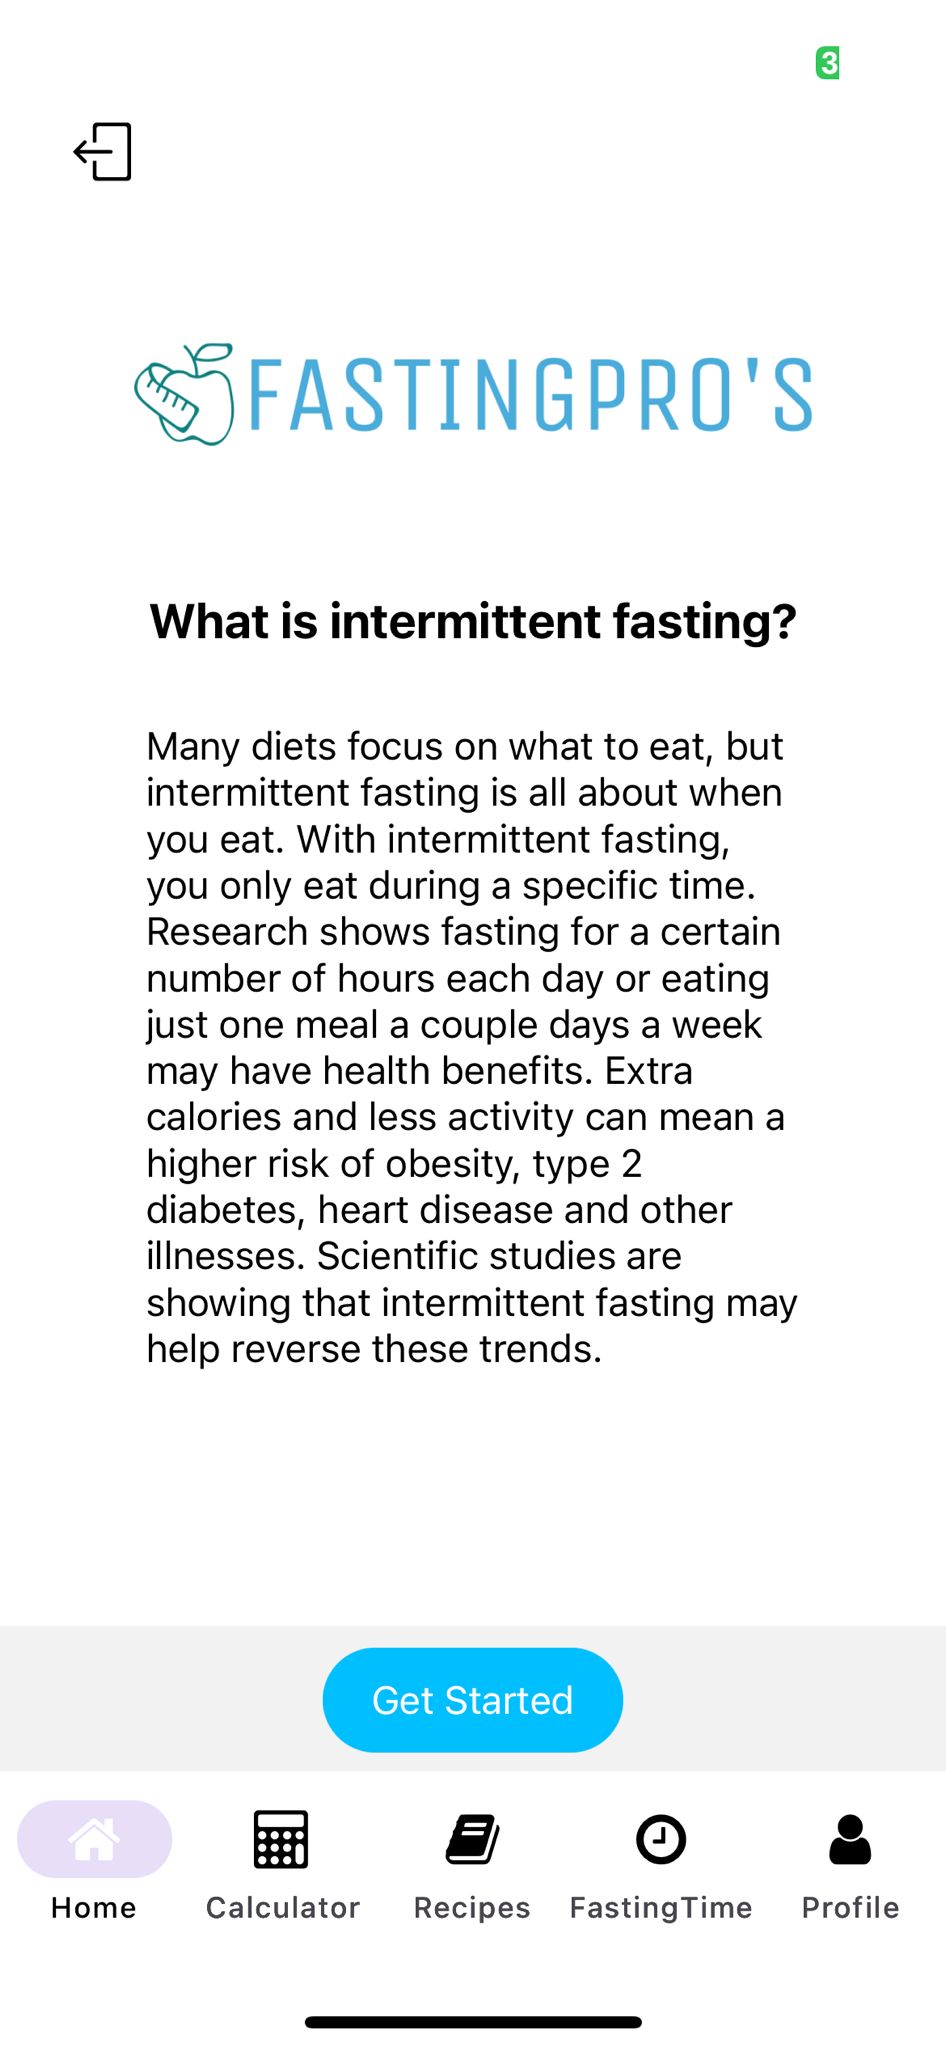 3
FASTINGPRO'S
What is intermittent fasting?
Many diets focus on what to eat, but
intermittent fasting is all about when
you eat. With intermittent fasting,
you only eat during a specific time.
Research shows fasting for a certain
number of hours each day or eating
just one meal a couple days a week
may have health benefits. Extra
calories and less activity can mean a
higher risk of obesity, type 2
diabetes, heart disease and other
illnesses. Scientific studies are
showing that intermittent fasting may
help reverse these trends.
Get Started
Home Calculator Recipes FastingTime Profile